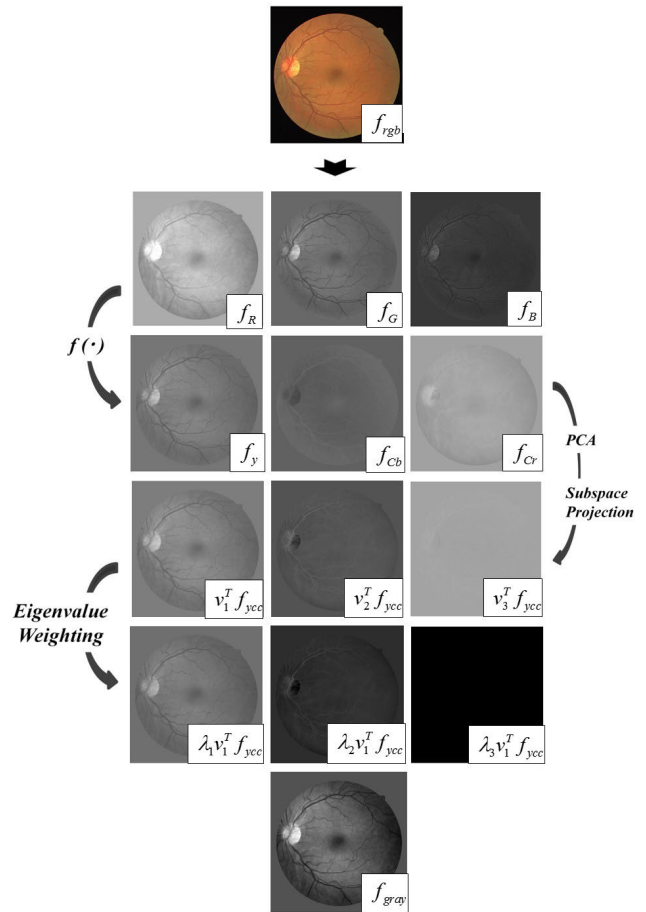 f_rgb
f_R
f_G
f_B
f(·)
f_y
f_Cb
f_Cr
PCA
Subspace
Projection
v_1^T f_ycc
v_2^T f_ycc
v_3^T f_ycc
Eigenvalue
Weighting
λ_1 v_1^T f_ycc
λ_2 v_1^T f_ycc
λ_3 v_1^T f_ycc
f_gray